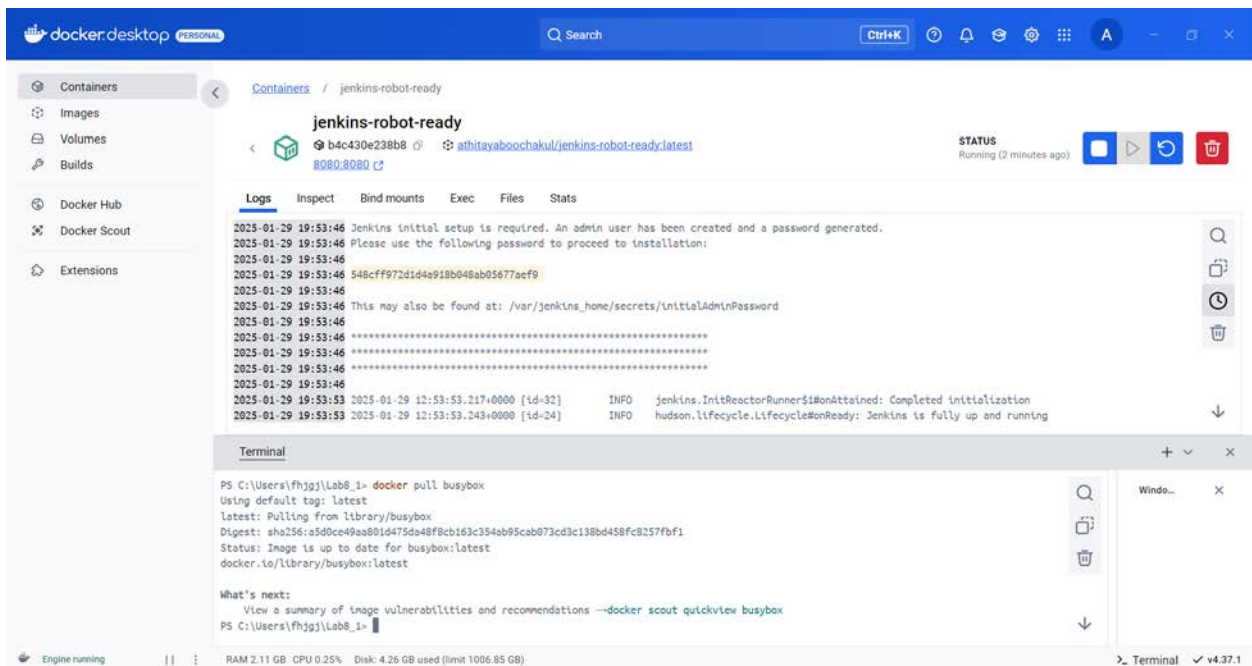 docker.desktop PERSONAL
Search
Ctrl+K
A
Containers
Images
Volumes
Builds
Docker Hub
Docker Scout
Extensions
Containers / jenkins-robot-ready
jenkins-robot-ready
b4c430e238b8 athitayaboochakul/jenkins-robot-ready:latest
8080:8080
STATUS
Running (2 minutes ago)
Logs Inspect Bind mounts Exec Files Stats
2025-01-29 19:53:46 Jenkins initial setup is required. An admin user has been created and a password generated.
2025-01-29 19:53:46 Please use the following password to proceed to installation:
2025-01-29 19:53:46
2025-01-29 19:53:46 548cff972d1d4a918b048ab05677aef9
2025-01-29 19:53:46
2025-01-29 19:53:46 This may also be found at: /var/jenkins_home/secrets/initialAdminPassword
2025-01-29 19:53:46
2025-01-29 19:53:46 *************************************************************
2025-01-29 19:53:46 *************************************************************
2025-01-29 19:53:46 *************************************************************
2025-01-29 19:53:46
2025-01-29 19:53:53 2025-01-29 12:53:53.217+0000 [id=32] INFO jenkins.InitReactorRunner$1#onAttained: Completed initialization
2025-01-29 19:53:53 2025-01-29 12:53:53.243+0000 [id=24] INFO hudson.lifecycle.Lifecycle#onReady: Jenkins is fully up and running
Terminal
PS C:\Users\fhjgj\Lab8_1> docker pull busybox
Using default tag: latest
latest: Pulling from library/busybox
Digest: sha256:a5d0ce49aa801d475da48f8cb163c354ab95cab073cd3c138bd458fc8257fbf1
Status: Image is up to date for busybox:latest
docker.io/library/busybox:latest
What's next:
View a summary of image vulnerabilities and recommendations →docker scout quickview busybox
PS C:\Users\fhjgj\Lab8_1>
Windo...
Engine running
RAM 2.11 GB CPU 0.25% Disk: 4.26 GB used (limit 1006.85 GB)
Terminal
v4.37.1